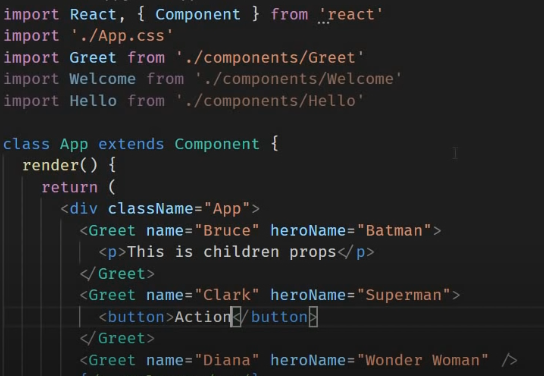 import React, { Component } from 'react'
import './App.css'
import Greet from './components/Greet'
import Welcome from './components/Welcome'
import Hello from './components/Hello'
class App extends Component {
render() {
return (
<div className="App">
<Greet name="Bruce" heroName="Batman">
<p>This is children props</p>
</Greet>
<Greet name="Clark" heroName="Superman">
<button>Action</button>
</Greet>
<Greet name="Diana" heroName="Wonder Woman" />